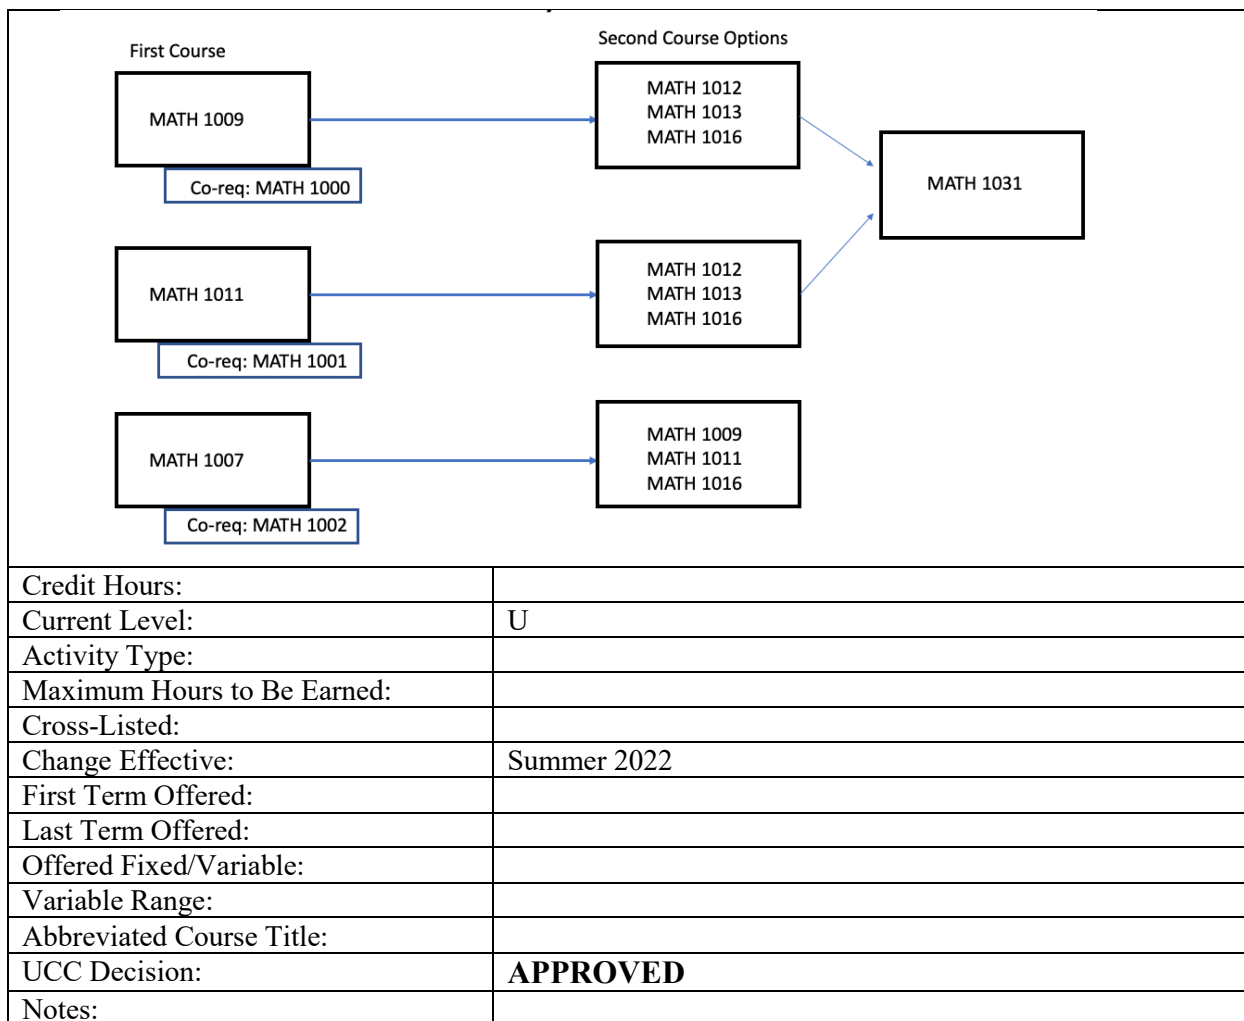 First Course
Second Course Options
MATH 1009
MATH 1012
MATH 1013
MATH 1016
Co-req: MATH 1000
MATH 1031
MATH 1011
MATH 1012
MATH 1013
MATH 1016
Co-req: MATH 1001
MATH 1007
MATH 1009
MATH 1011
MATH 1016
Co-req: MATH 1002
Credit Hours:
Current Level: U
Activity Type:
Maximum Hours to Be Earned:
Cross-Listed:
Change Effective: Summer 2022
First Term Offered:
Last Term Offered:
Offered Fixed/Variable:
Variable Range:
Abbreviated Course Title:
UCC Decision: APPROVED
Notes: